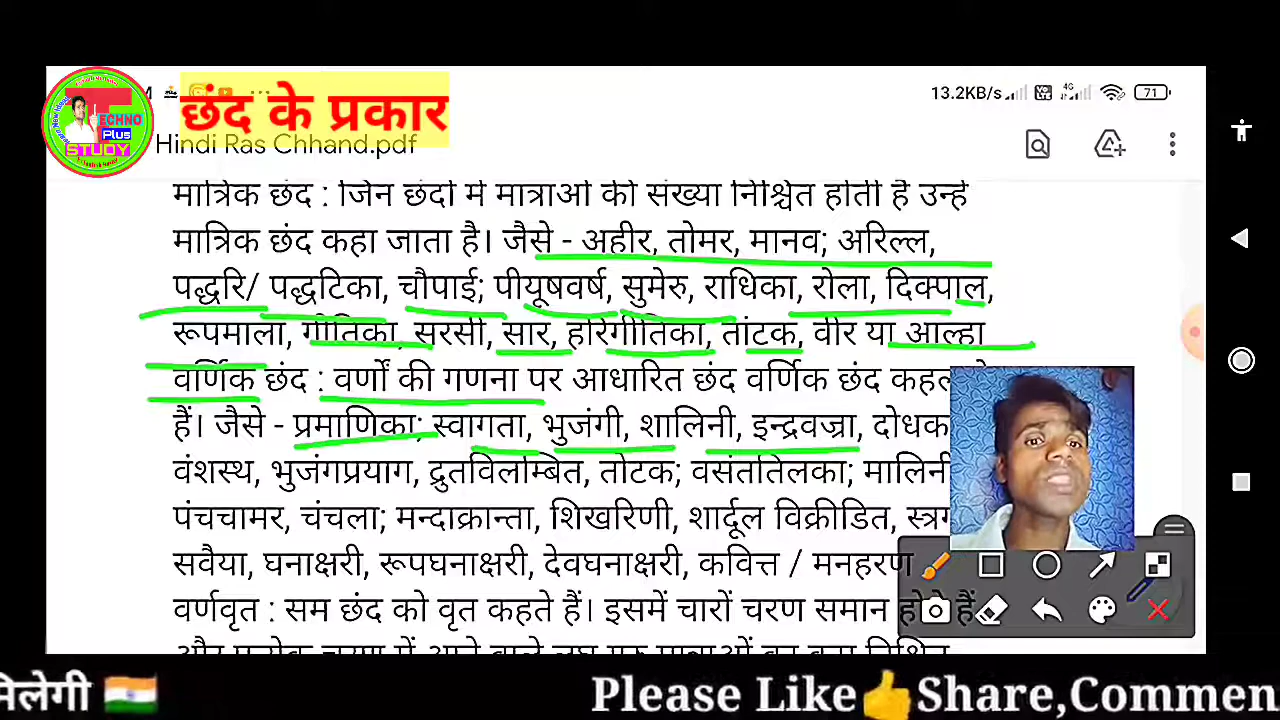 छंद के प्रकार
13.2KB/s 4G 71
TECHNO
Plus
STUDY
Hindi Ras Chhand.pdf
मात्रिक छंद : जिन छंदों में मात्राओं की संख्या निश्चित होती है उन्हें
मात्रिक छंद कहा जाता है। जैसे - अहीर, तोमर, मानव; अरिल्ल,
पद्धरि/ पद्धटिका, चौपाई; पीयूषवर्ष, सुमेरु, राधिका, रोला, दिक्पाल,
रूपमाला, गीतिका, सरसी, सार, हरिगीतिका, तांटक, वीर या आल्हा
वर्णिक छंद : वर्णों की गणना पर आधारित छंद वर्णिक छंद
हैं। जैसे - प्रमाणिका; स्वागता, भुजंगी, शालिनी, इन्द्रवज्रा, दोधक
वंशस्थ, भुजंगप्रयाग, द्रुतविलम्बित, तोटक; वसंततिलका; मालिनी
पंचचामर, चंचला; मन्दाक्रान्ता, शिखरिणी, शार्दूल विक्रीडित,
सवैया, घनाक्षरी, रूपघनाक्षरी, देवघनाक्षरी, कवित्त / मनहरण
वर्णवृत : सम छंद को वृत कहते हैं। इसमें चारों चरण समान होते हैं
मिलेगी 🇮🇳 Please Like👍Share,Commen